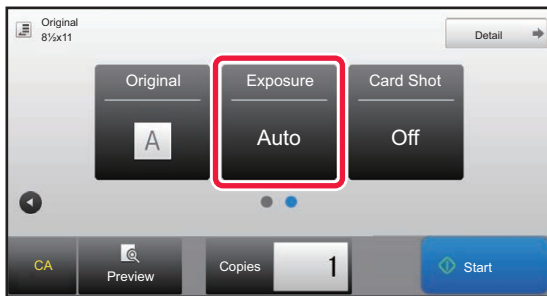 Original
8½x11
Detail
Original
Exposure
Card Shot
A
Auto
Off
CA
Preview
Copies
1
Start